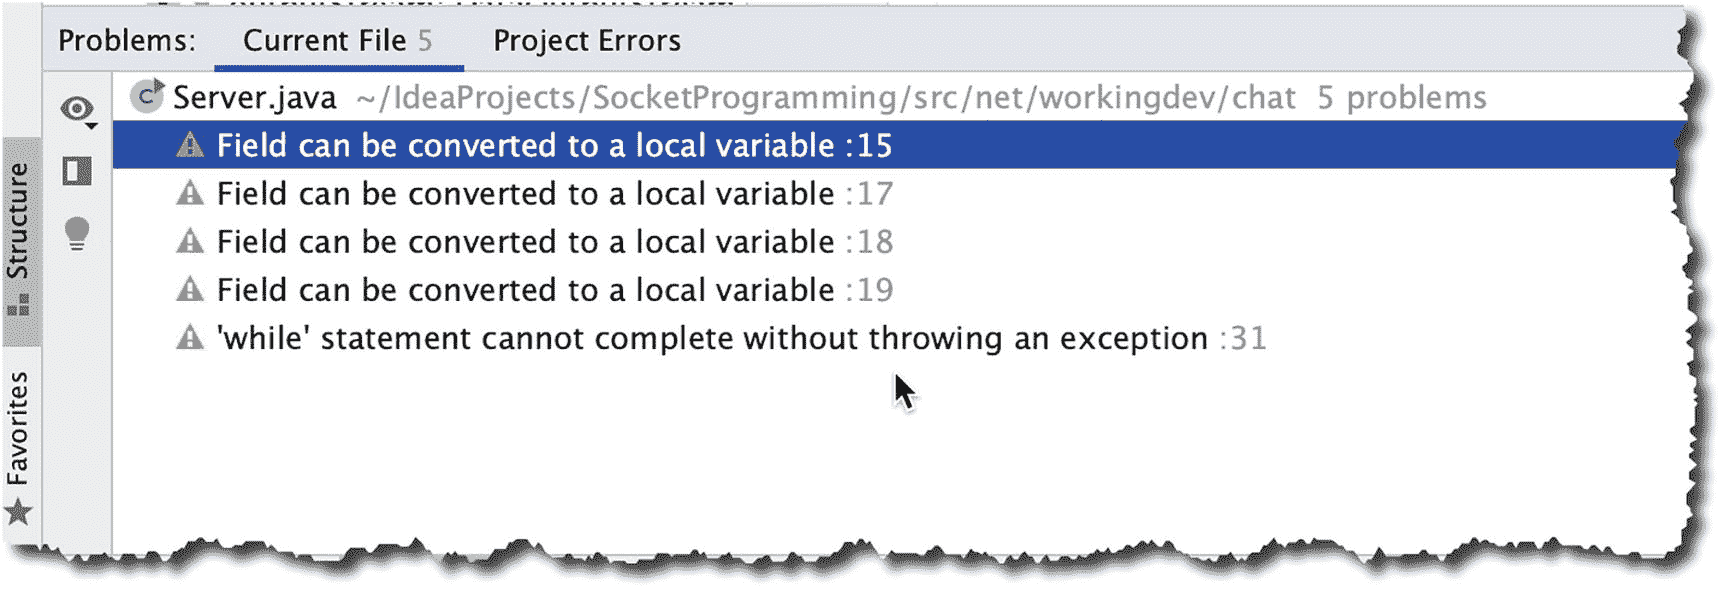 Problems: Current File 5 Project Errors
Server.java ~/IdeaProjects/SocketProgramming/src/net/workingdev/chat 5 problems
Field can be converted to a local variable :15
Field can be converted to a local variable :17
Field can be converted to a local variable :18
Field can be converted to a local variable :19
'while' statement cannot complete without throwing an exception :31
Structure
Favorites